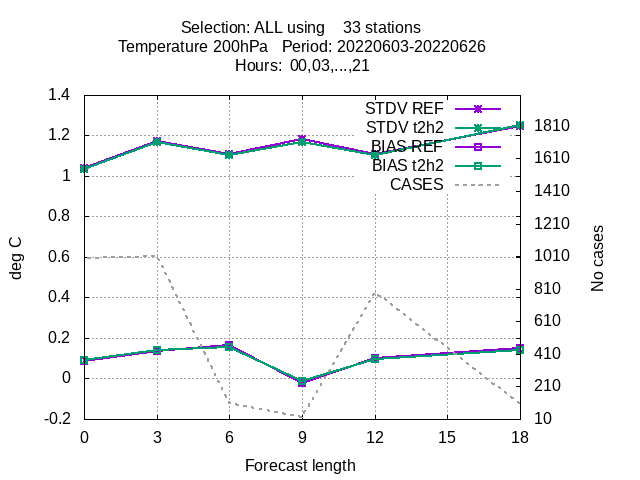 Selection: ALL using 33 stations
Temperature 200hPa Period: 20220603-20220626
Hours: 00,03,...,21
1.4
1.2
1
0.8
0.6
0.4
0.2
0
-0.2
deg C
STDV REF
STDV t2h2
BIAS REF
BIAS t2h2
CASES
1810
1610
1410
1210
1010
810
610
410
210
10
No cases
0 3 6 9 12 15 18
Forecast length